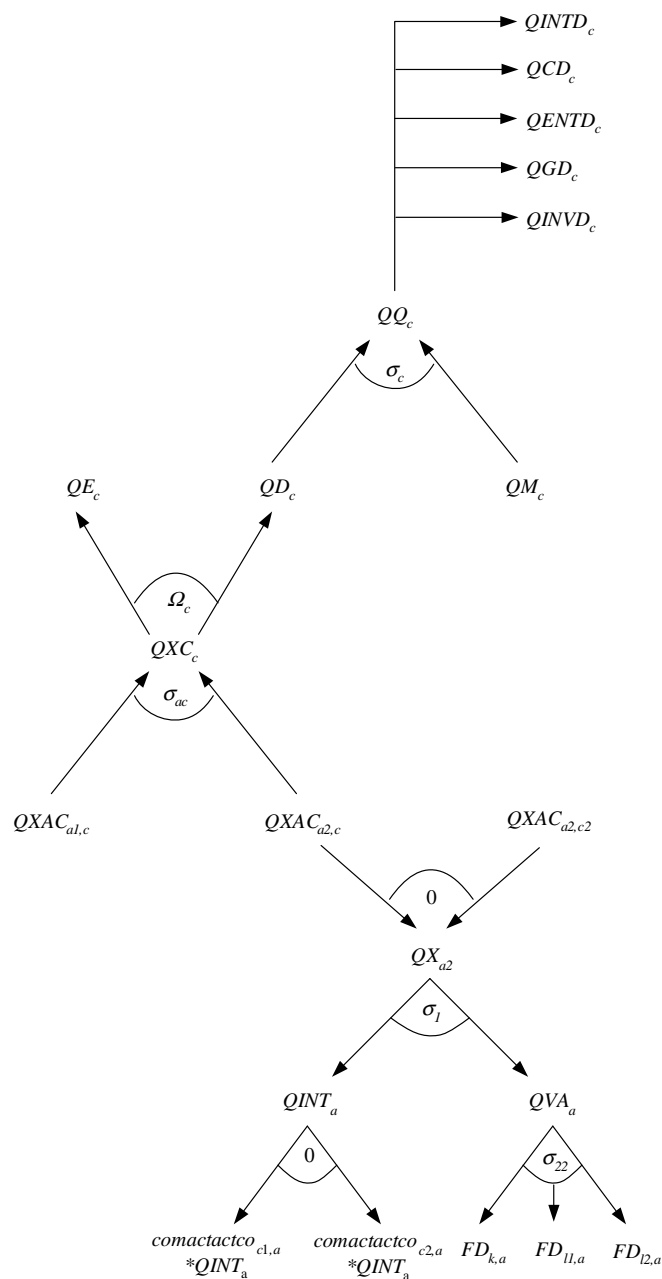 QINTD_c
QCD_c
QENTD_c
QGD_c
QINVD_c
QQ_c
σ_c
QE_c QD_c QM_c
Ω_c
QXC_c
σ_ac
QXAC_a1,c QXAC_a2,c QXAC_a2,c2
0
QX_a2
σ_1
QINT_a QVA_a
0 σ_22
comactactco_c1,a comactactco_c2,a FD_k,a FD_l1,a FD_l2,a
*QINT_a *QINT_a